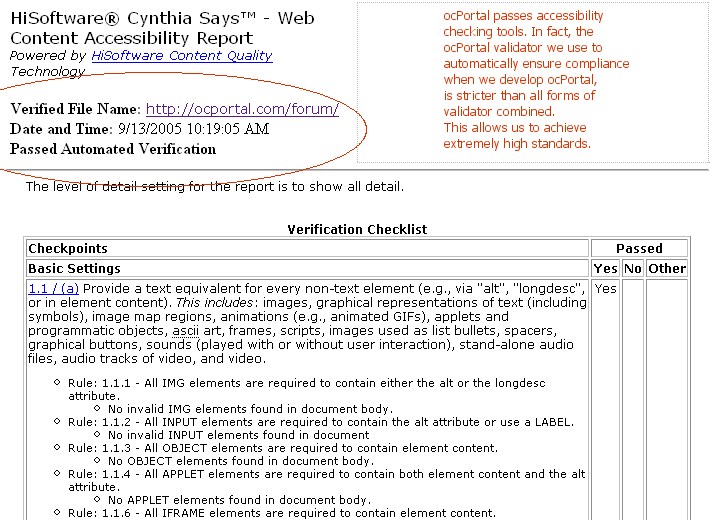 HiSoftware® Cynthia Says™ - Web
Content Accessibility Report
Powered by HiSoftware Content Quality
Technology
Verified File Name: http://ocportal.com/forum/
Date and Time: 9/13/2005 10:19:05 AM
Passed Automated Verification
ocPortal passes accessibility
checking tools. In fact, the
ocPortal validator we use to
automatically ensure compliance
when we develop ocPortal,
is stricter than all forms of
validator combined.
This allows us to achieve
extremely high standards.
The level of detail setting for the report is to show all detail.
Verification Checklist
Checkpoints Passed
Basic Settings Yes No Other
1.1 / (a) Provide a text equivalent for every non-text element (e.g., via "alt", "longdesc", Yes
or in element content). This includes: images, graphical representations of text (including
symbols), image map regions, animations (e.g., animated GIFs), applets and
programmatic objects, ascii art, frames, scripts, images used as list bullets, spacers,
graphical buttons, sounds (played with or without user interaction), stand-alone audio
files, audio tracks of video, and video.
Rule: 1.1.1 - All IMG elements are required to contain either the alt or the longdesc
attribute.
No invalid IMG elements found in document body.
Rule: 1.1.2 - All INPUT elements are required to contain the alt attribute or use a LABEL.
No invalid INPUT elements found in document
Rule: 1.1.3 - All OBJECT elements are required to contain element content.
No OBJECT elements found in document body.
Rule: 1.1.4 - All APPLET elements are required to contain both element content and the alt
attribute.
No APPLET elements found in document body.
Rule: 1.1.6 - All IFRAME elements are required to contain element content.